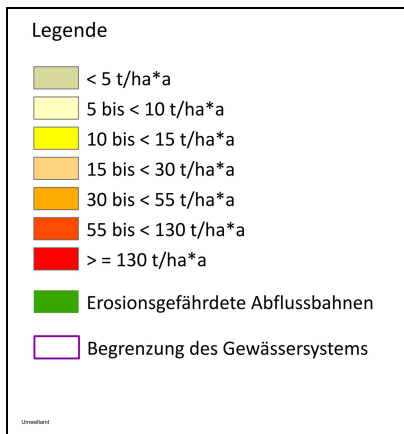 Legende
< 5 t/ha*a
5 bis < 10 t/ha*a
10 bis < 15 t/ha*a
15 bis < 30 t/ha*a
30 bis < 55 t/ha*a
55 bis < 130 t/ha*a
> = 130 t/ha*a
Erosionsgefährdete Abflussbahnen
Begrenzung des Gewässersystems
Umweltamt